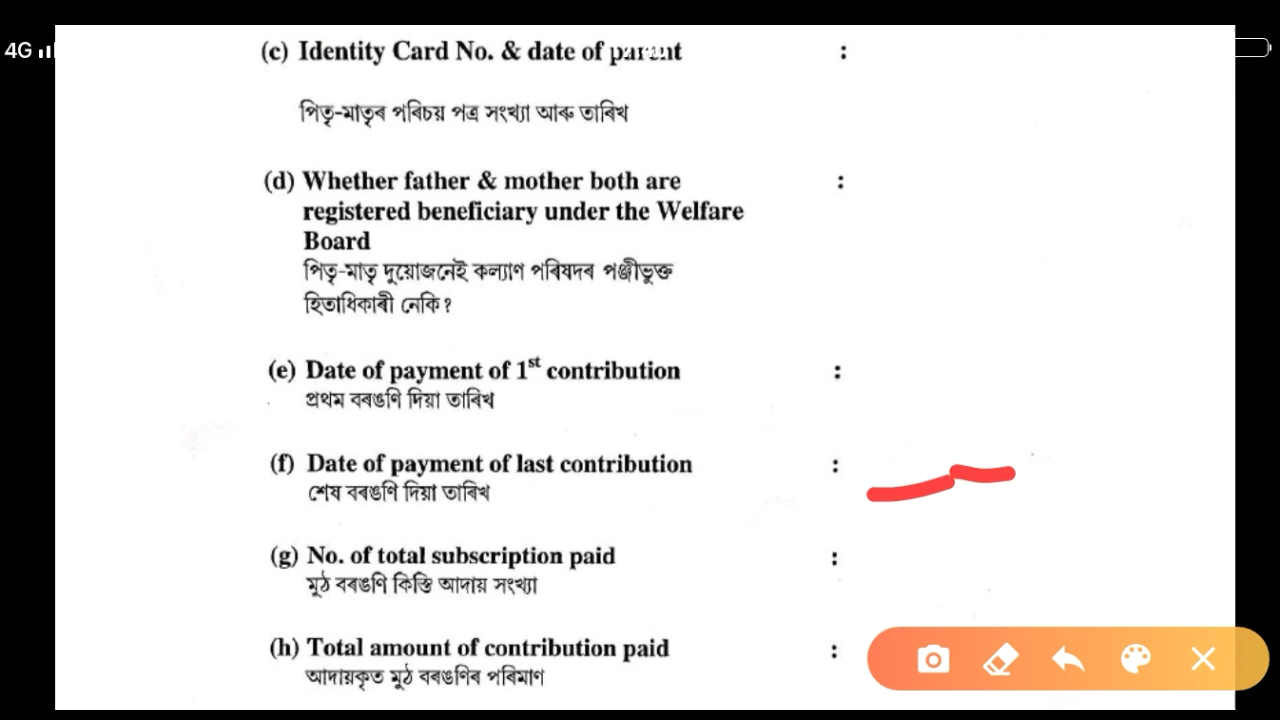 4G
(c) Identity Card No. & date of parent :
পিতৃ-মাতৃৰ পৰিচয় পত্ৰ সংখ্যা আৰু তাৰিখ
(d) Whether father & mother both are :
registered beneficiary under the Welfare
Board
পিতৃ-মাতৃ দুয়োজনেই কল্যাণ পৰিষদৰ পঞ্জীভুক্ত
হিতাধিকাৰী নেকি?
(e) Date of payment of 1st contribution :
প্ৰথম বৰঙণি দিয়া তাৰিখ
(f) Date of payment of last contribution :
শেষ বৰঙণি দিয়া তাৰিখ
(g) No. of total subscription paid :
মুঠ বৰঙণি কিস্তি আদায় সংখ্যা
(h) Total amount of contribution paid :
আদায়কৃত মুঠ বৰঙণিৰ পৰিমাণ